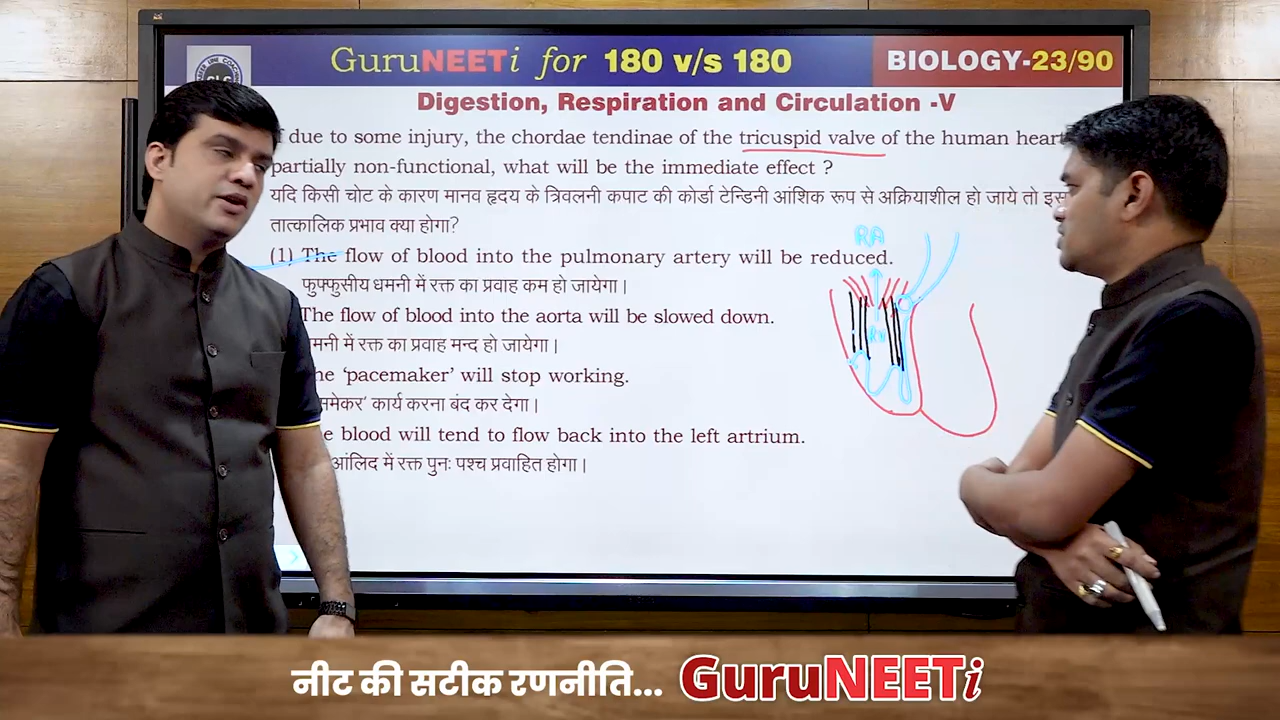 GuruNEETi for 180 v/s 180
BIOLOGY-23/90
Digestion, Respiration and Circulation -V
due to some injury, the chordae tendinae of the tricuspid valve of the human heart
partially non-functional, what will be the immediate effect ?
यदि किसी चोट के कारण मानव हृदय के त्रिवलनी कपाट की कोर्डा टेन्डिनी आंशिक रूप से अक्रियाशील हो जाये तो
तात्कालिक प्रभाव क्या होगा?
(1) The flow of blood into the pulmonary artery will be reduced.
फुफ्फुसीय धमनी में रक्त का प्रवाह कम हो जायेगा।
The flow of blood into the aorta will be slowed down.
में रक्त का प्रवाह मन्द हो जायेगा।
'pacemaker' will stop working.
कार्य करना बंद कर देगा।
blood will tend to flow back into the left artrium.
में रक्त पुनः पश्च प्रवाहित होगा।
RA
RV
नीट की सटीक रणनीति... GuruNEETi